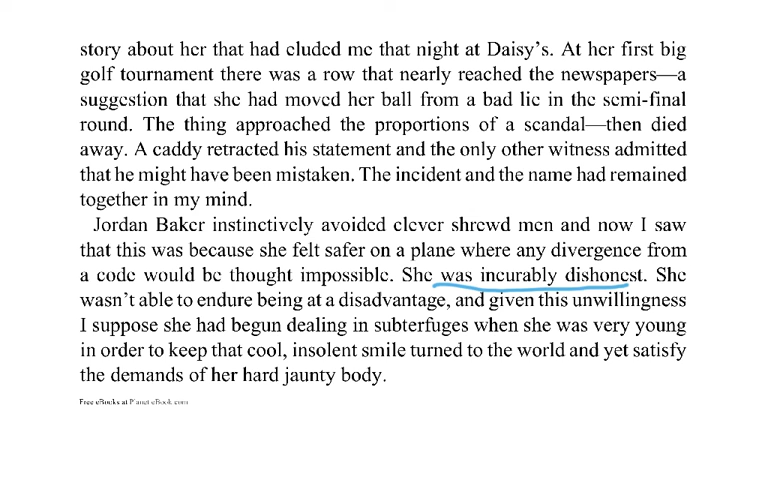 story about her that had eluded me that night at Daisy’s. At her first big
golf tournament there was a row that nearly reached the newspapers—a
suggestion that she had moved her ball from a bad lie in the semi-final
round. The thing approached the proportions of a scandal—then died
away. A caddy retracted his statement and the only other witness admitted
that he might have been mistaken. The incident and the name had remained
together in my mind.
Jordan Baker instinctively avoided clever shrewd men and now I saw
that this was because she felt safer on a plane where any divergence from
a code would be thought impossible. She was incurably dishonest. She
wasn’t able to endure being at a disadvantage, and given this unwillingness
I suppose she had begun dealing in subterfuges when she was very young
in order to keep that cool, insolent smile turned to the world and yet satisfy
the demands of her hard jaunty body.
Free eBooks at Planet eBook.com